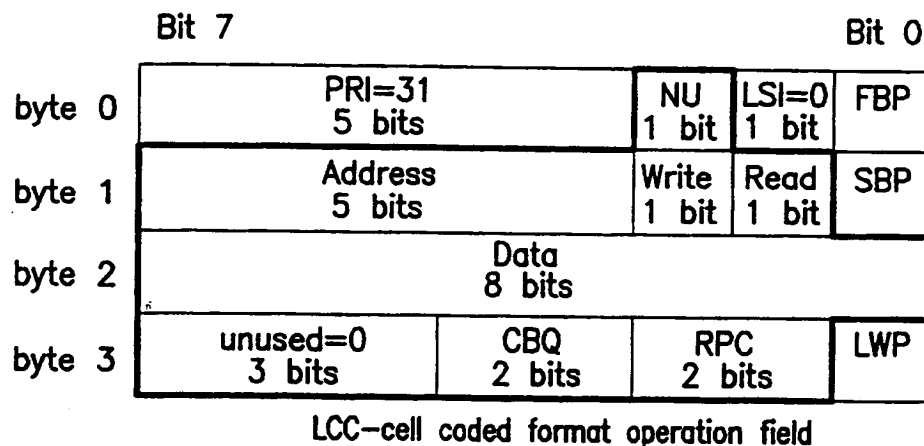 Bit 7 Bit 0
byte 0 PRI=31 5 bits NU 1 bit LSI=0 1 bit FBP
byte 1 Address 5 bits Write 1 bit Read 1 bit SBP
byte 2 Data 8 bits
byte 3 unused=0 3 bits CBQ 2 bits RPC 2 bits LWP
LCC-cell coded format operation field